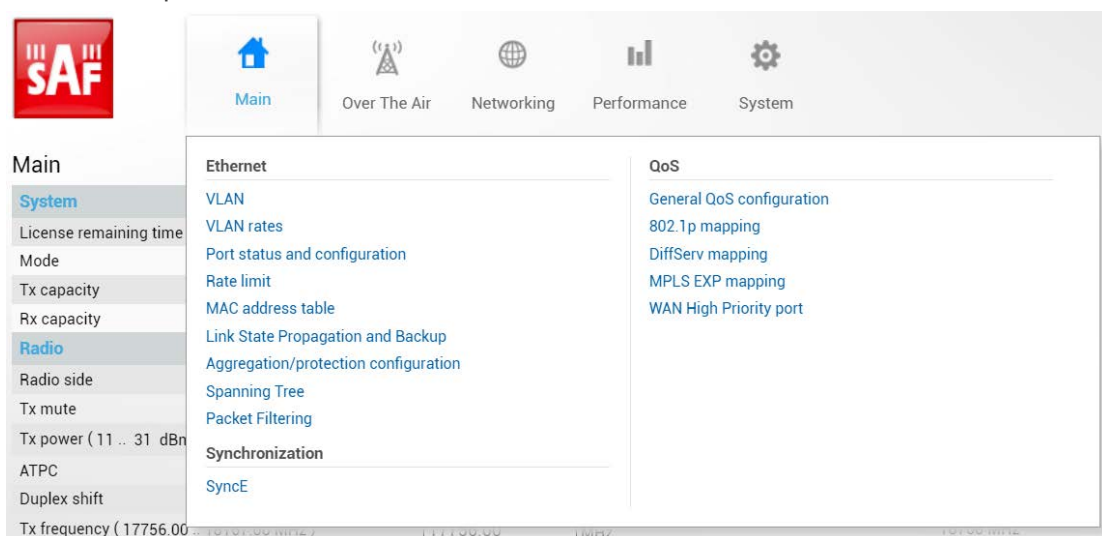 SAF
Main
Over The Air
Networking
Performance
System
Main
System
License remaining time
Mode
Tx capacity
Rx capacity
Radio
Radio side
Tx mute
Tx power ( 11 .. 31 dBn
ATPC
Duplex shift
Tx frequency ( 17756.00
Ethernet
VLAN
VLAN rates
Port status and configuration
Rate limit
MAC address table
Link State Propagation and Backup
Aggregation/protection configuration
Spanning Tree
Packet Filtering
Synchronization
SyncE
QoS
General QoS configuration
802.1p mapping
DiffServ mapping
MPLS EXP mapping
WAN High Priority port